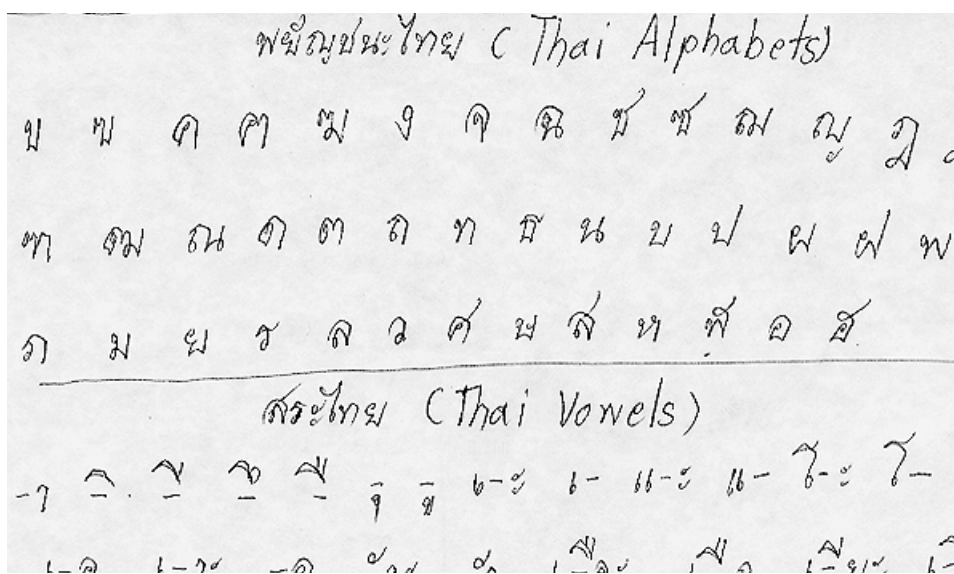 พยัญชนะไทย (Thai Alphabets)
ข ฃ ค ฅ ฆ ง จ ฉ ช ซ ฌ ญ ฎ
ฑ ฒ ณ ด ต ถ ท ธ น บ ป ผ ฝ พ
ภ ม ย ร ล ว ศ ษ ส ห ฬ อ ฮ
สระไทย (Thai Vowels)
-า -ิ -ี -ึ -ื -ุ -ู เ-ะ เ- แ-ะ แ- โ-ะ โ-